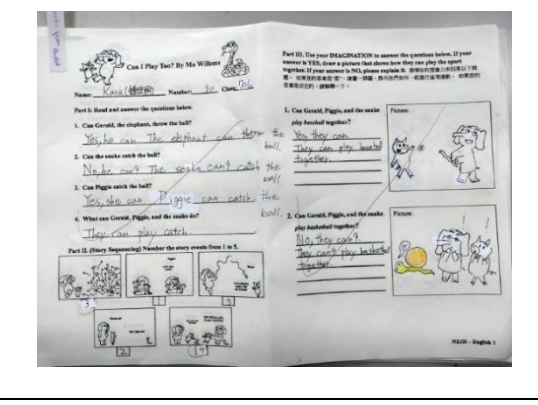 Can I Play Too? By Mo Willems
Name: Kara Number: 30 Class: 706
Part I: Read and answer the questions below.
1. Can Gerald, the elephant, throw the ball?
Yes, he can. The elephant can throw the ball.
2. Can the snake catch the ball?
No, he can't. The snake can't catch the ball.
3. Can Piggie catch the ball?
Yes, she can. Piggie can catch the ball.
4. What can Gerald, Piggie, and the snake do?
They can play catch.
Part II. (Story Sequencing) Number the story events from 1 to 5.
3
1
5
2
4
Part III. Use your IMAGINATION to answer the questions below. If your
answer is YES, draw a picture that shows how they can play the sport
together. If your answer is NO, please explain it.
1. Can Gerald, Piggie, and the snake
play baseball together?
Yes, they can.
They can play baseball
together.
Picture:
2. Can Gerald, Piggie, and the snake
play basketball together?
No, they can't.
They can't play basketball
together.
Picture:
English 1